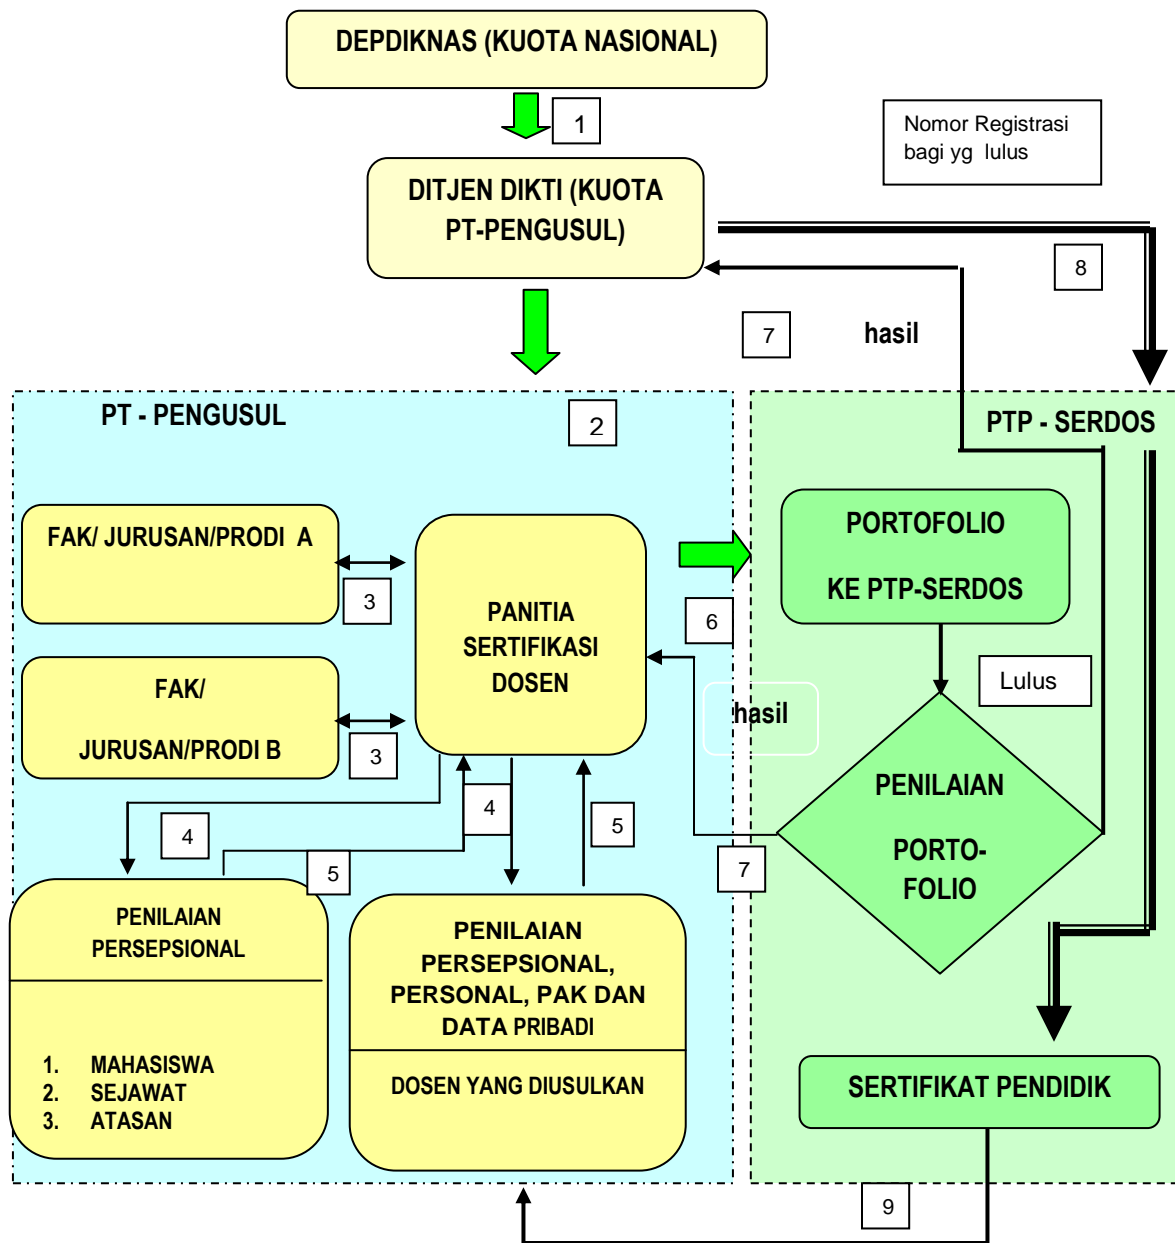 DEPDIKNAS (KUOTA NASIONAL)
1
Nomor Registrasi
bagi yg lulus
DITJEN DIKTI (KUOTA
PT-PENGUSUL)
8
7
hasil
PT - PENGUSUL
2
PTP - SERDOS
FAK/ JURUSAN/PRODI A
3
PANITIA
SERTIFIKASI
DOSEN
6
PORTOFOLIO
KE PTP-SERDOS
FAK/
JURUSAN/PRODI B
3
hasil
Lulus
PENILAIAN
PORTO-
FOLIO
4
5
4
5
7
PENILAIAN
PERSEPSIONAL
1. MAHASISWA
2. SEJAWAT
3. ATASAN
PENILAIAN
PERSEPSIONAL,
PERSONAL, PAK DAN
DATA PRIBADI
DOSEN YANG DIUSULKAN
SERTIFIKAT PENDIDIK
9